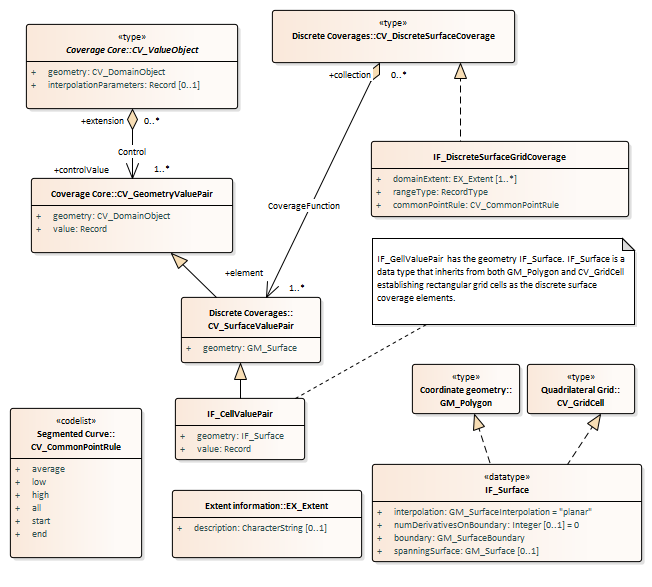 «type»
Coverage Core::CV_ValueObject
+ geometry: CV_DomainObject
+ interpolationParameters: Record [0..1]
«type»
Discrete Coverages::CV_DiscreteSurfaceCoverage
+extension
0..*
Control
+controlValue
1..*
+collection
0..*
Coverage Core::CV_GeometryValuePair
+ geometry: CV_DomainObject
+ value: Record
IF_DiscreteSurfaceGridCoverage
+ domainExtent: EX_Extent [1..*]
+ rangeType: RecordType
+ commonPointRule: CV_CommonPointRule
CoverageFunction
+element
1..*
IF_GellValuePair has the geometry IF_Surface. IF_Surface is a
data type that inherits from both GM_Polygon and CV_GridCell
establishing rectangular grid cells as the discrete surface
coverage elements.
Discrete Coverages::
CV_SurfaceValuePair
+ geometry: GM_Surface
«type»
Coordinate geometry::
GM_Polygon
«type»
Quadrilateral Grid::
CV_GridCell
IF_CellValuePair
+ geometry: IF_Surface
+ value: Record
«codelist»
Segmented Curve::
CV_CommonPointRule
+ average
+ low
+ high
+ all
+ start
+ end
Extent information::EX_Extent
+ description: CharacterString [0..1]
«datatype»
IF_Surface
+ interpolation: GM_SurfaceInterpolation = "planar"
+ numDerivativesOnBoundary: Integer [0..1] = 0
+ boundary: GM_SurfaceBoundary
+ spanningSurface: GM_Surface [0..1]